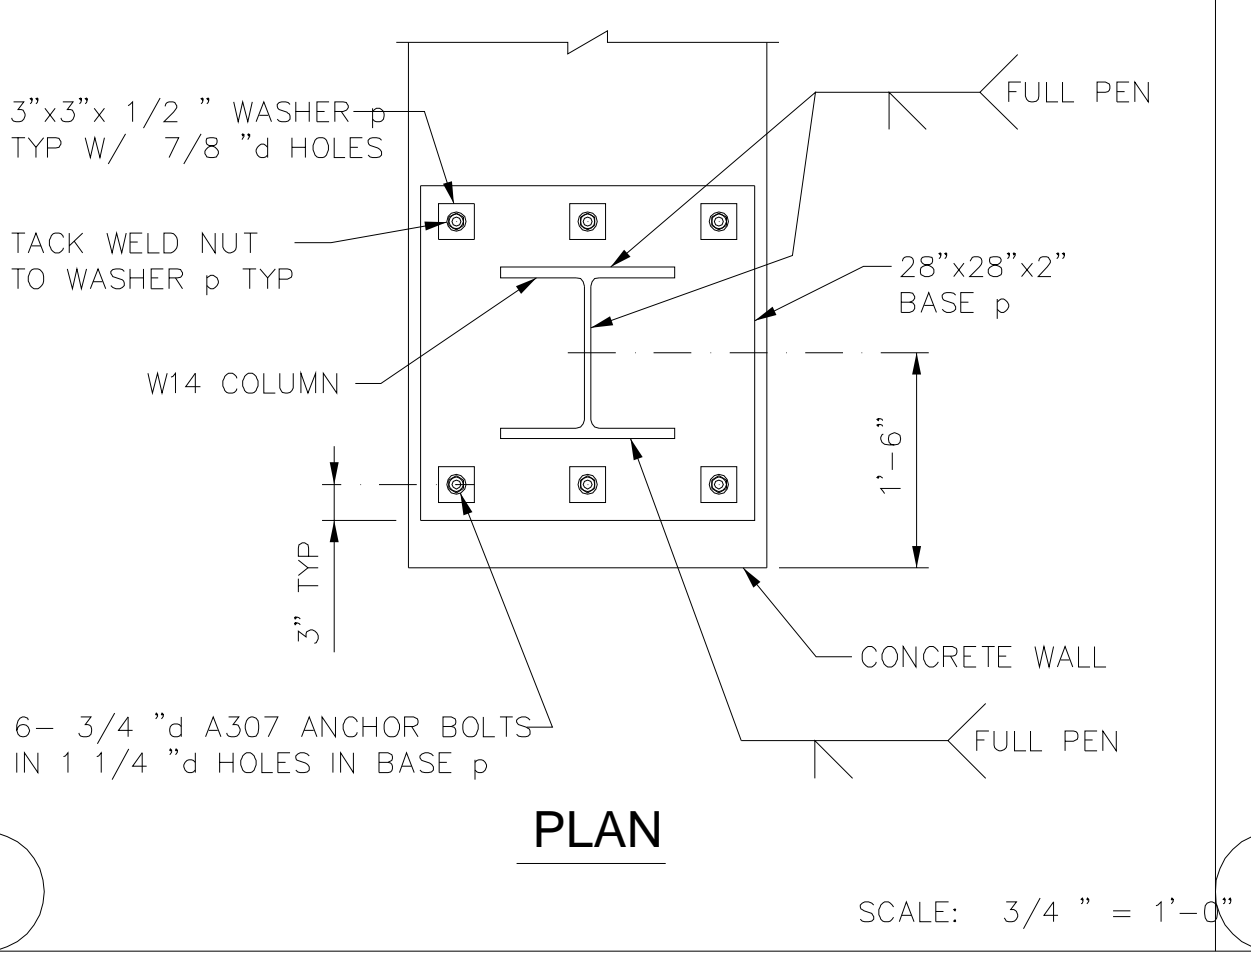 3”x3”x 1/2 ” WASHER p
TYP W/ 7/8 ”d HOLES
FULL PEN
TACK WELD NUT
TO WASHER p TYP
28”x28”x2”
BASE p
W14 COLUMN
1’-6”
3” TYP
CONCRETE WALL
6- 3/4 ”d A307 ANCHOR BOLTS
IN 1 1/4 ”d HOLES IN BASE p
FULL PEN
PLAN
SCALE: 3/4 ” = 1’-0”